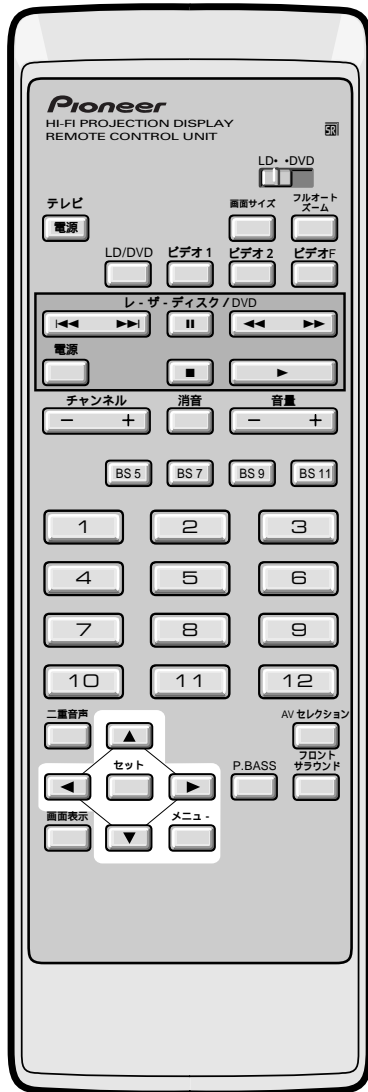 Pioneer
HI-FI PROJECTION DISPLAY
REMOTE CONTROL UNIT
SR
LD• •DVD
テレビ
画面サイズ
フルオート
ズーム
電源
LD/DVD ビデオ1 ビデオ2 ビデオF
レ-ザ-ディスク/DVD
電源
チャンネル 消音 音量
− + − +
BS 5 BS 7 BS 9 BS 11
1 2 3
4 5 6
7 8 9
10 11 12
二重音声 AVセレクション
セット P.BASS フロント
サラウンド
画面表示 メニュ-